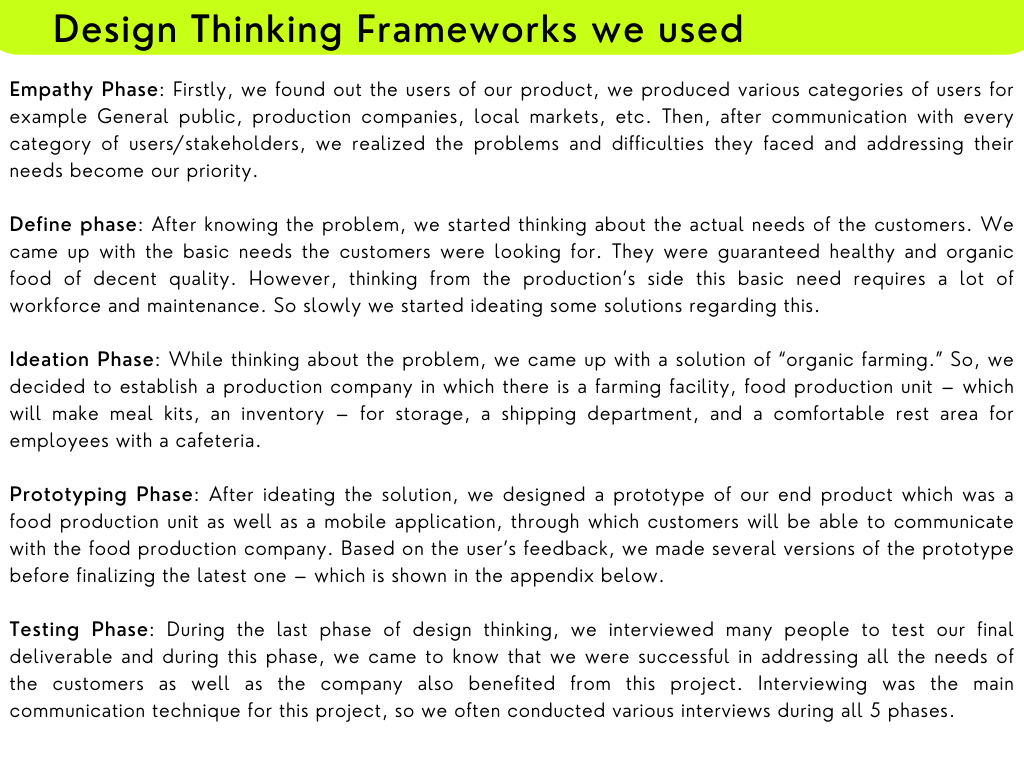 Design Thinking Frameworks we used
Empathy Phase: Firstly, we found out the users of our product, we produced various categories of users for
example General public, production companies, local markets, etc. Then, after communication with every
category of users/stakeholders, we realized the problems and difficulties they faced and addressing their
needs become our priority.
Define phase: After knowing the problem, we started thinking about the actual needs of the customers. We
came up with the basic needs the customers were looking for. They were guaranteed healthy and organic
food of decent quality. However, thinking from the production’s side this basic need requires a lot of
workforce and maintenance. So slowly we started ideating some solutions regarding this.
Ideation Phase: While thinking about the problem, we came up with a solution of “organic farming.” So, we
decided to establish a production company in which there is a farming facility, food production unit – which
will make meal kits, an inventory – for storage, a shipping department, and a comfortable rest area for
employees with a cafeteria.
Prototyping Phase: After ideating the solution, we designed a prototype of our end product which was a
food production unit as well as a mobile application, through which customers will be able to communicate
with the food production company. Based on the user’s feedback, we made several versions of the prototype
before finalizing the latest one – which is shown in the appendix below.
Testing Phase: During the last phase of design thinking, we interviewed many people to test our final
deliverable and during this phase, we came to know that we were successful in addressing all the needs of
the customers as well as the company also benefited from this project. Interviewing was the main
communication technique for this project, so we often conducted various interviews during all 5 phases.